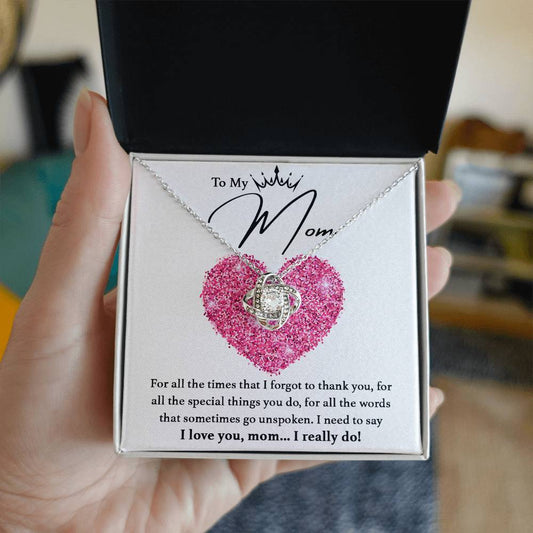 To My
Mom
For all the times that I forgot to thank you, for
all the special things you do, for all the words
that sometimes go unspoken. I need to say
I love you, mom... I really do!